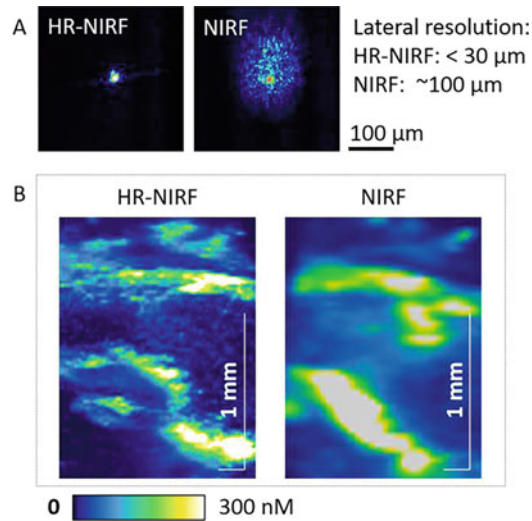 A
HR-NIRF
NIRF
Lateral resolution:
HR-NIRF: < 30 μm
NIRF: ~100 μm
100 μm
B
HR-NIRF
NIRF
1 mm
1 mm
0
300 nM